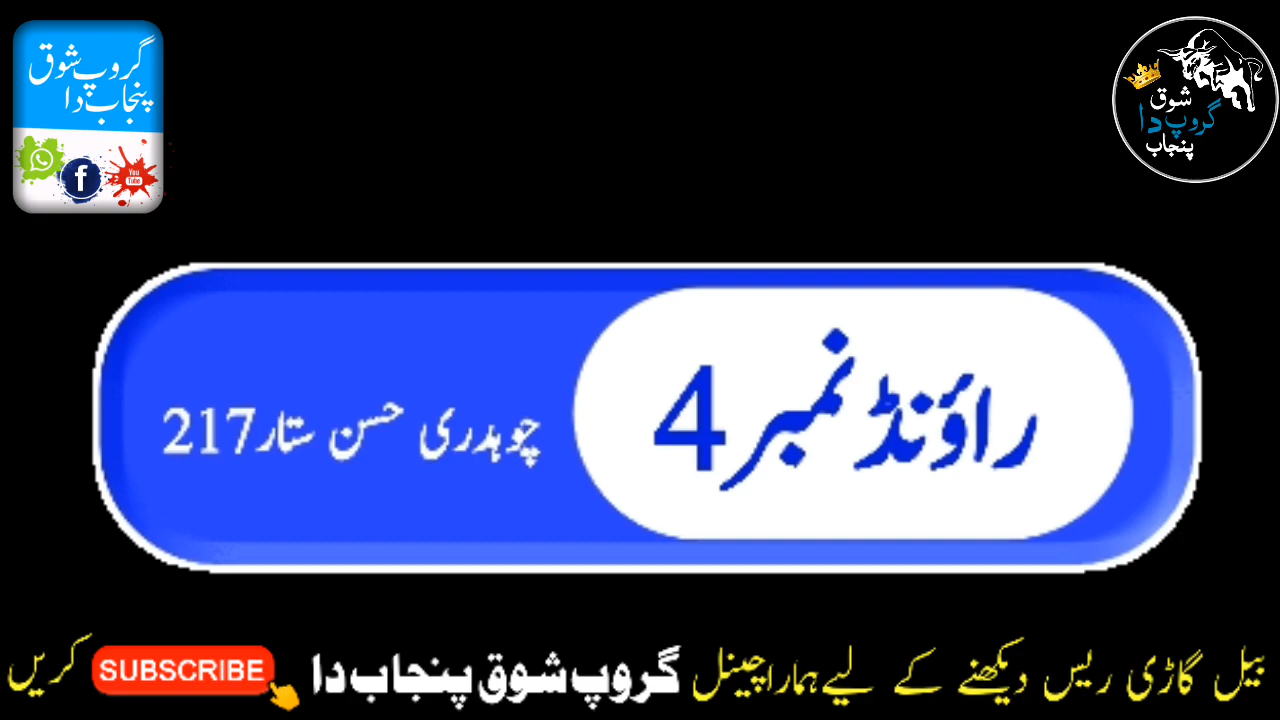 گروپ شوق
پنجاب دا
You
Tube
شوق
گروپ دا
پنجاب
راؤنڈ نمبر 4
چوہدری حسن ستار 217
بیل گاڑی ریس دیکھنے کے لیے ہمارا چینل گروپ شوق پنجاب دا SUBSCRIBE کریں